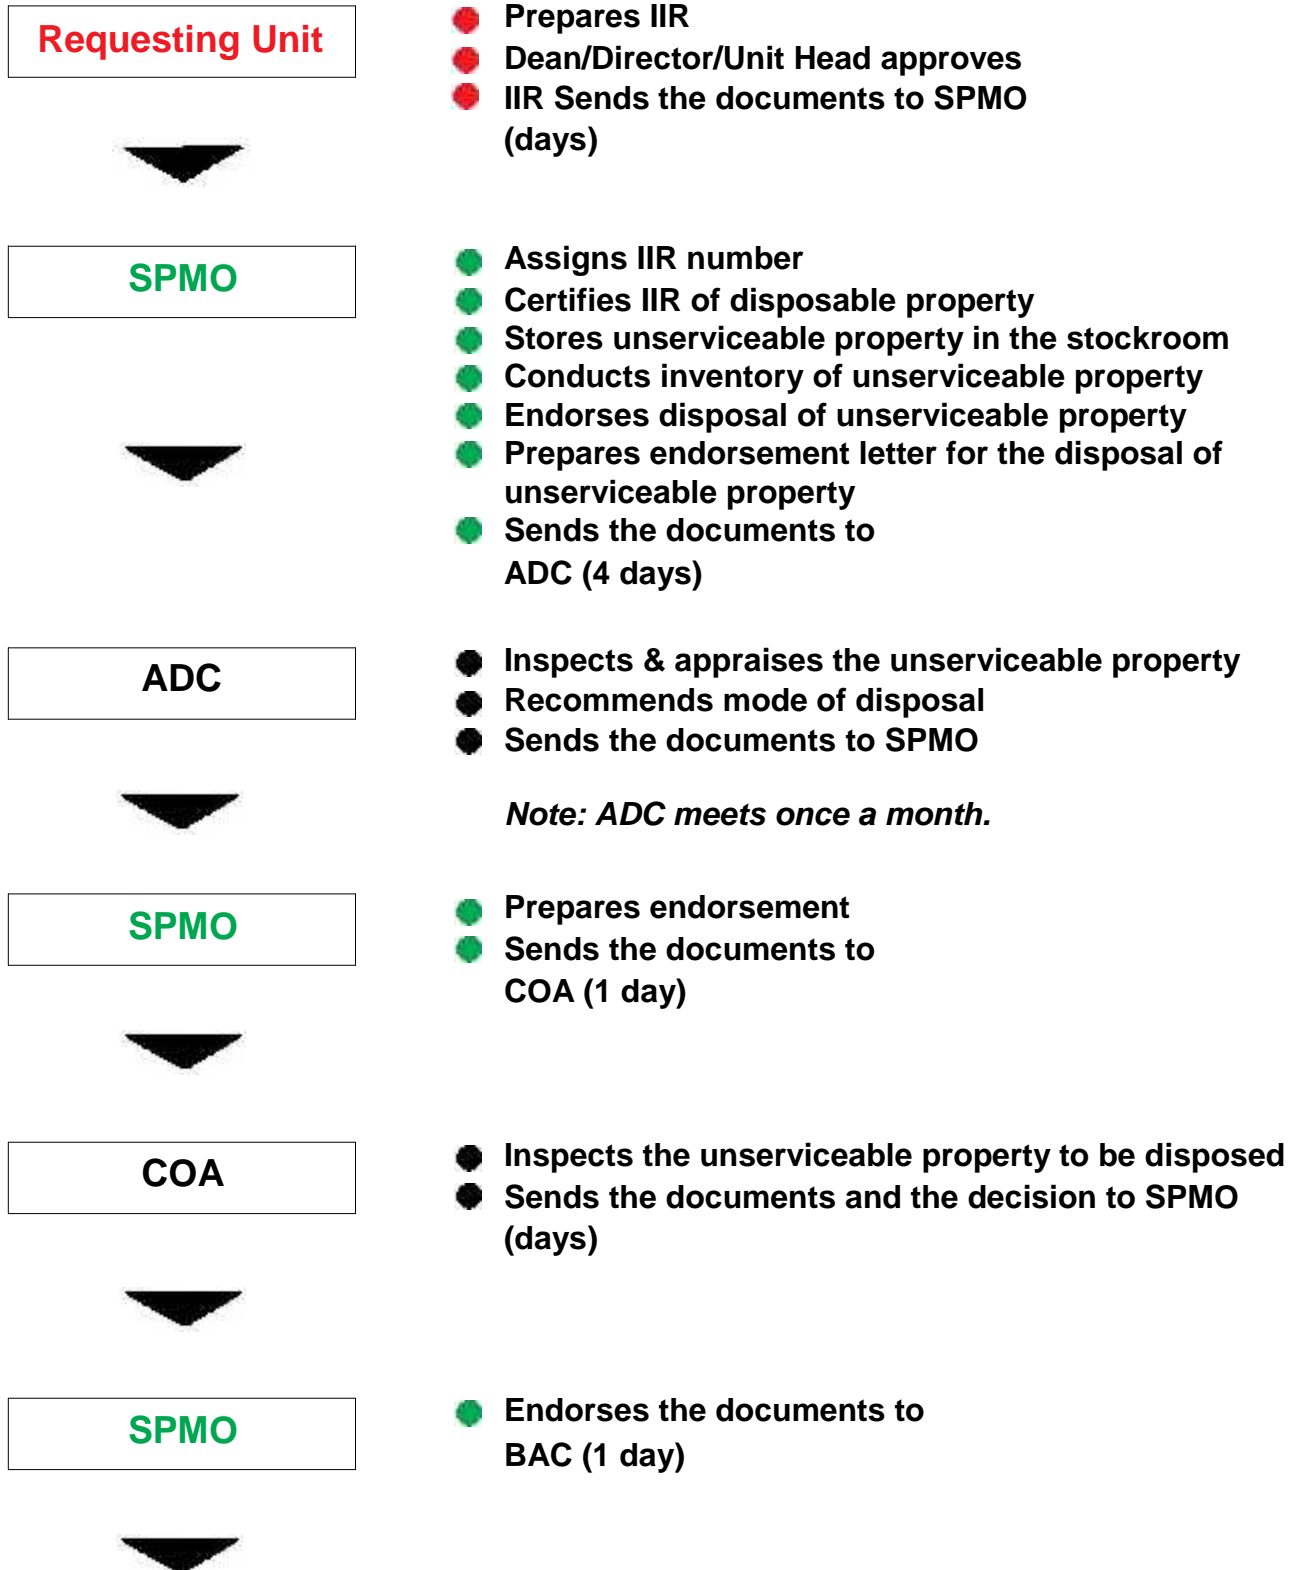 Requesting Unit
Prepares IIR
Dean/Director/Unit Head approves
IIR Sends the documents to SPMO
(days)
SPMO
Assigns IIR number
Certifies IIR of disposable property
Stores unserviceable property in the stockroom
Conducts inventory of unserviceable property
Endorses disposal of unserviceable property
Prepares endorsement letter for the disposal of
unserviceable property
Sends the documents to
ADC (4 days)
ADC
Inspects & appraises the unserviceable property
Recommends mode of disposal
Sends the documents to SPMO
Note: ADC meets once a month.
SPMO
Prepares endorsement
Sends the documents to
COA (1 day)
COA
Inspects the unserviceable property to be disposed
Sends the documents and the decision to SPMO
(days)
SPMO
Endorses the documents to
BAC (1 day)